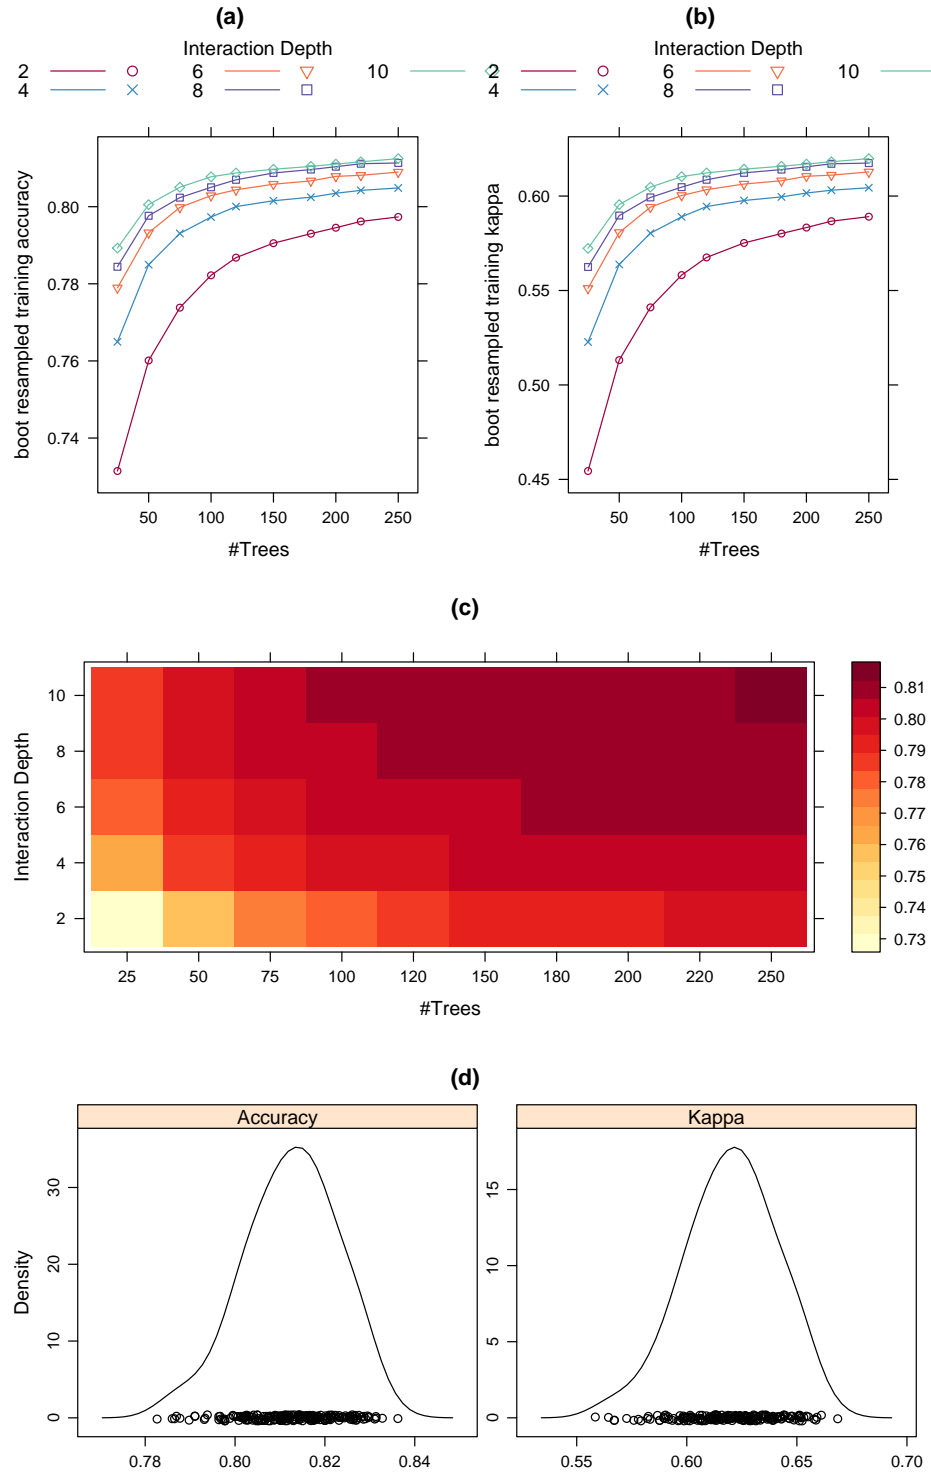 (a) (b)
Interaction Depth Interaction Depth
2 6 10 2 6 10
4 8 4 8
boot resampled training accuracy
0.80
0.78
0.76
0.74
50 100 150 200 250
#Trees
boot resampled training kappa
0.60
0.55
0.50
0.45
50 100 150 200 250
#Trees
(c)
Interaction Depth
10
8
6
4
2
25 50 75 100 120 150 180 200 220 250
#Trees
0.81
0.80
0.79
0.78
0.77
0.76
0.75
0.74
0.73
(d)
Accuracy
Density
30
20
10
0
0.78 0.80 0.82 0.84
Kappa
15
10
5
0
0.55 0.60 0.65 0.70